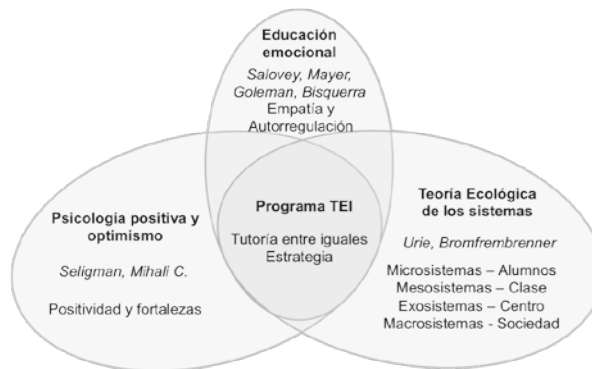 Educación
emocional
Salovey, Mayer,
Goleman, Bisquerra
Empatía y
Autorregulación
Psicología positiva y
optimismo
Seligman, Mihali C.
Positividad y fortalezas
Programa TEI
Tutoría entre iguales
Estrategia
Teoría Ecológica
de los sistemas
Urie, Bromfrembrenner
Microsistemas – Alumnos
Mesosistemas – Clase
Exosistemas – Centro
Macrosistemas - Sociedad